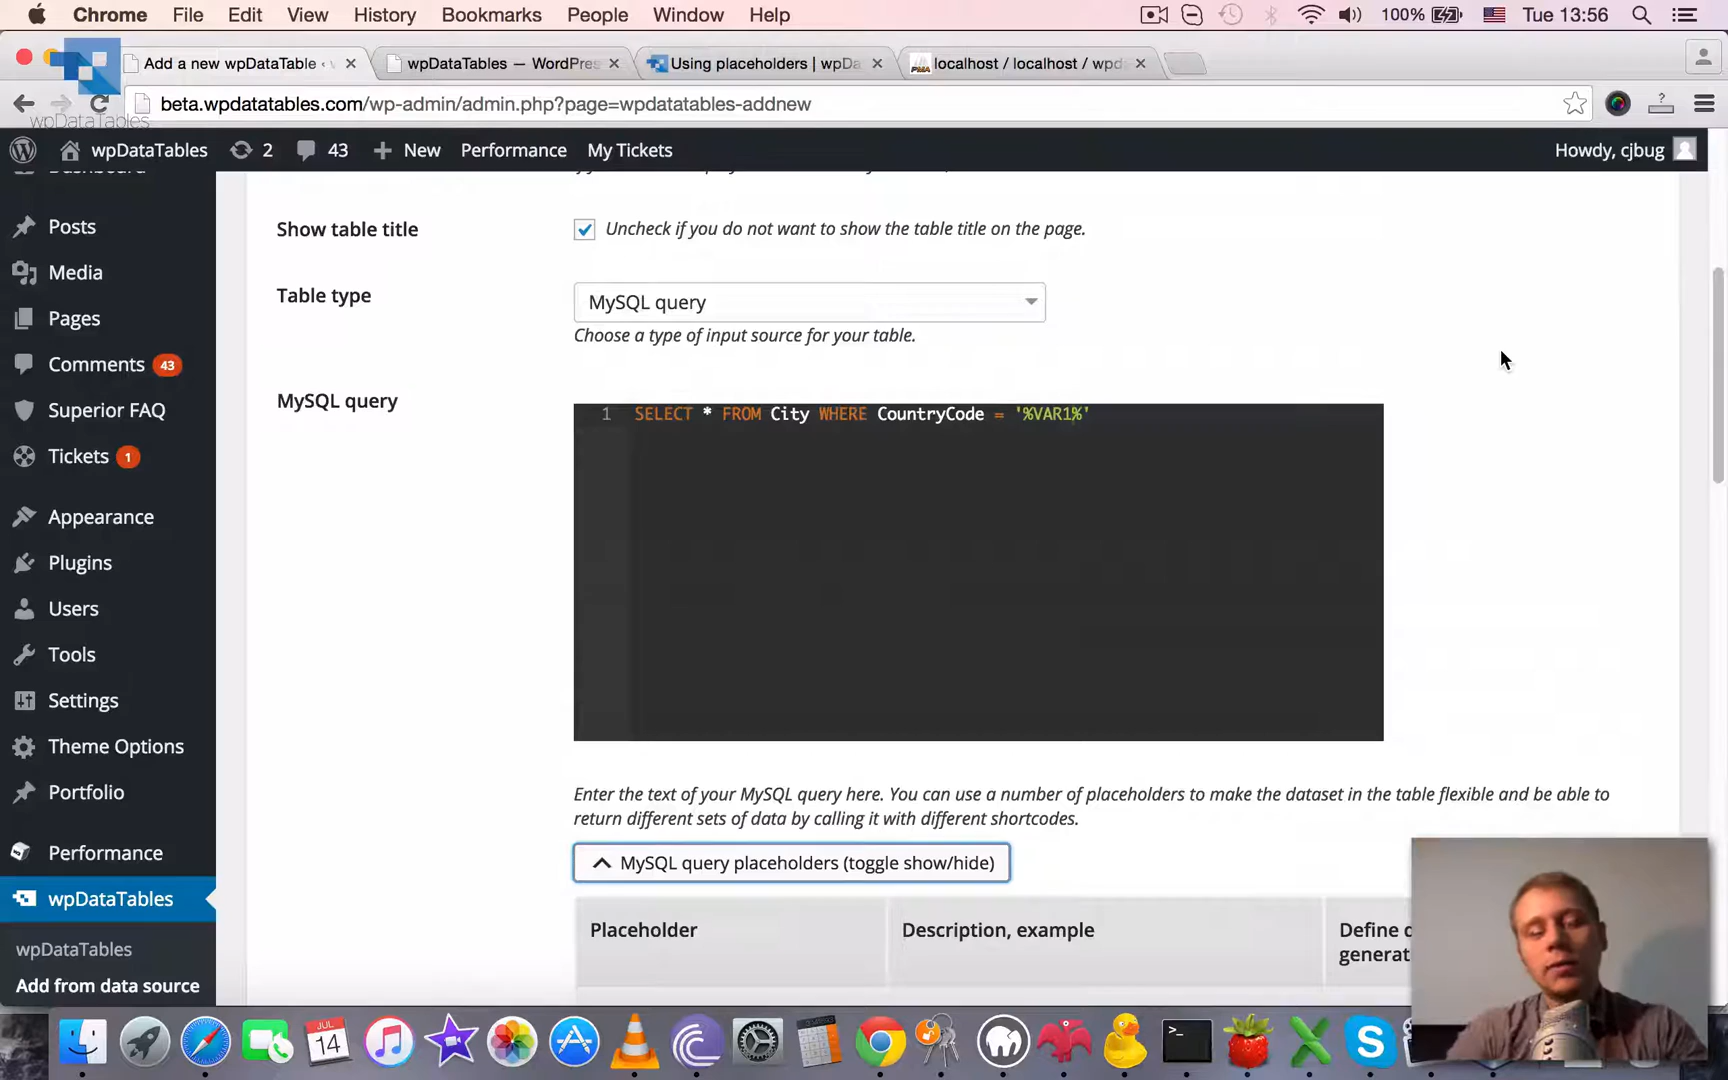 Chrome File Edit View History Bookmarks People Window Help 100% Tue 13:56
Add a new wpDataTable ‹ wpDataTables — WordPres Using placeholders | wpDa PMA localhost / localhost / wpd
beta.wpdatatables.com/wp-admin/admin.php?page=wpdatatables-addnew
wpDataTables
wpDataTables 2 43 New Performance My Tickets Howdy, cjbug
Posts
Media
Pages
Comments 43
Superior FAQ
Tickets 1
Appearance
Plugins
Users
Tools
Settings
Theme Options
Portfolio
Performance
wpDataTables
wpDataTables
Add from data source
Show table title
Uncheck if you do not want to show the table title on the page.
Table type
MySQL query
Choose a type of input source for your table.
MySQL query
1 SELECT * FROM City WHERE CountryCode = '%VAR1%'
Enter the text of your MySQL query here. You can use a number of placeholders to make the dataset in the table flexible and be able to
return different sets of data by calling it with different shortcodes.
MySQL query placeholders (toggle show/hide)
Placeholder
Description, example
Define
generat
JUL
14